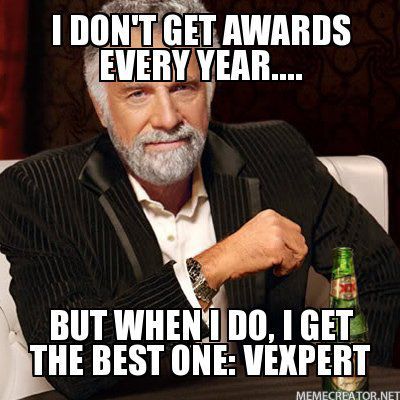 I DON'T GET AWARDS
EVERY YEAR....
BUT WHEN I DO, I GET
THE BEST ONE: VEXPERT
MEMECREATOR.NET